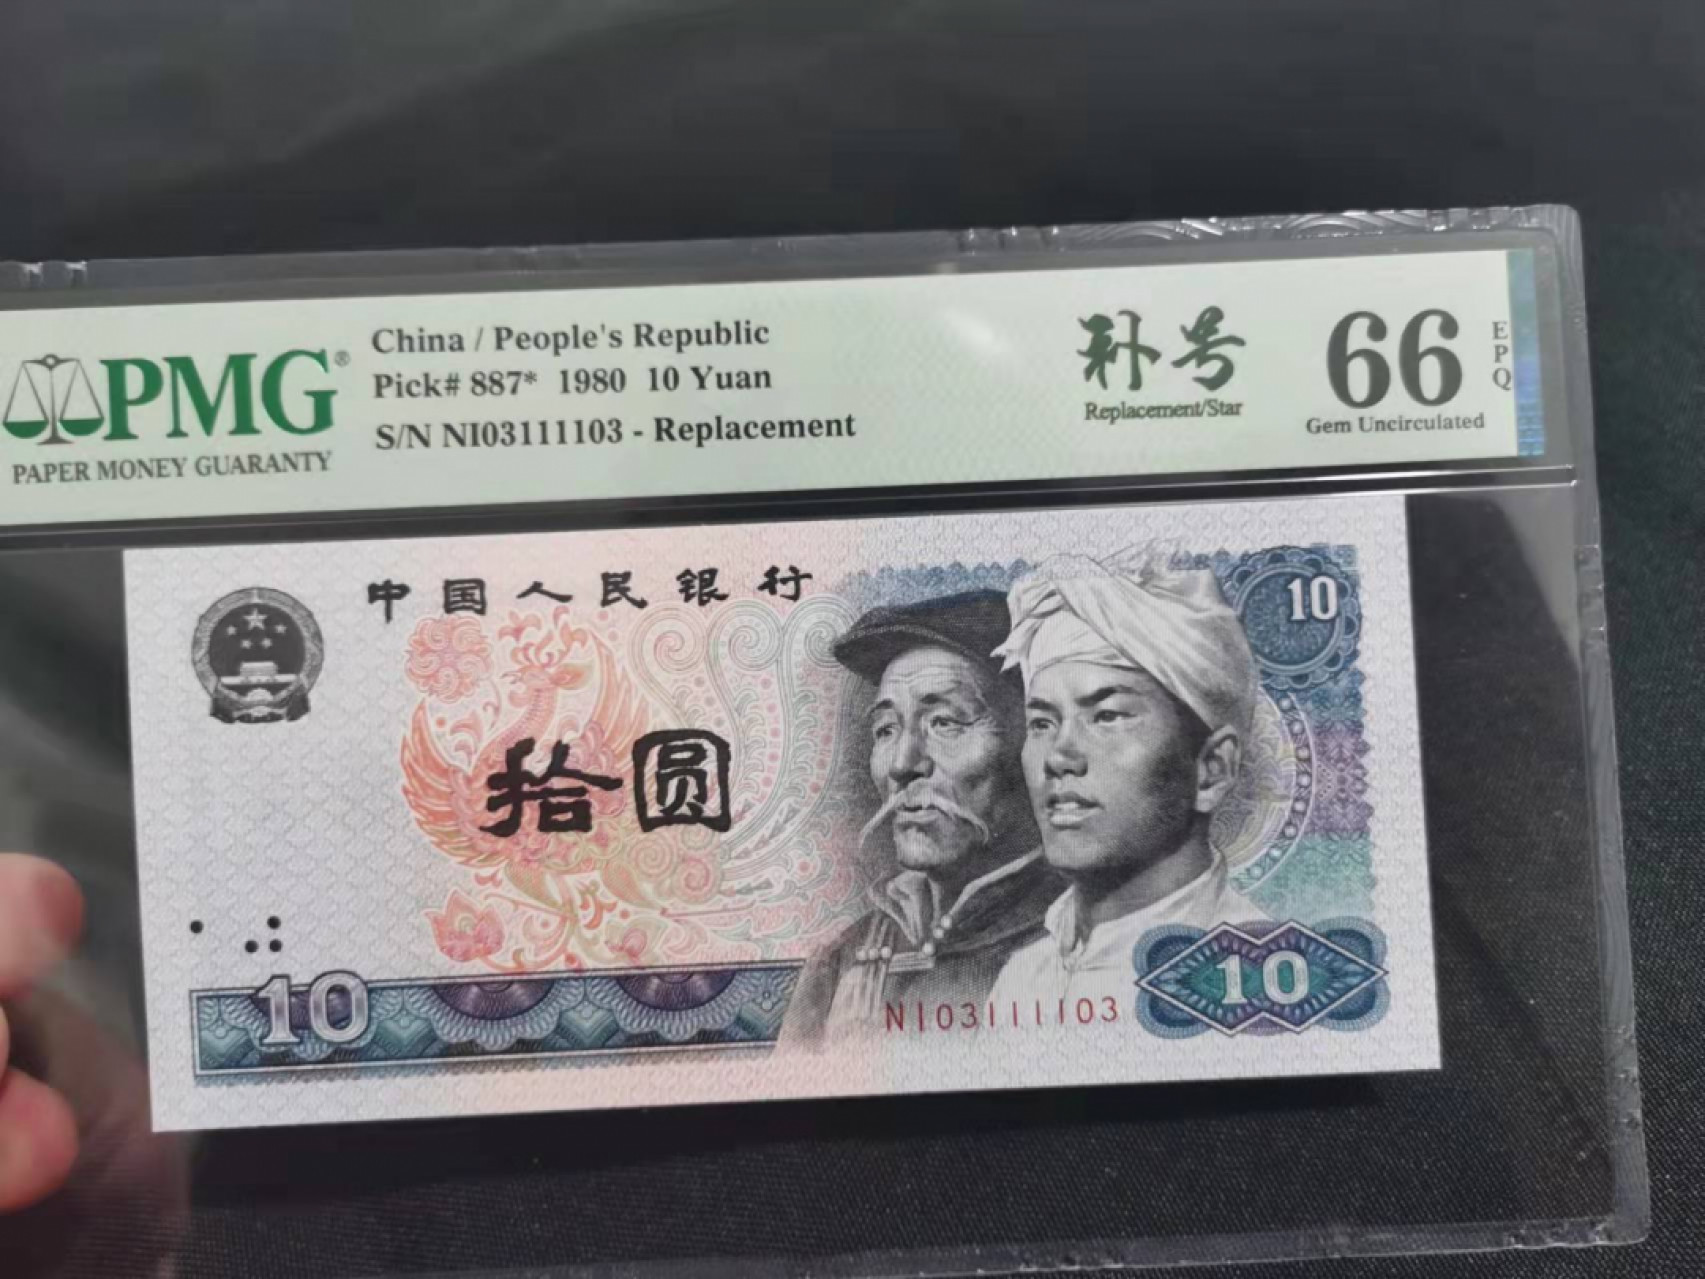 PMG®
PAPER MONEY GUARANTY
China / People's Republic
Pick# 887* 1980 10 Yuan
S/N NI03111103 - Replacement
补号
Replacement/Star
66
EPQ
Gem Uncirculated
中国人民银行
10
拾圆
10
NI03111103
10